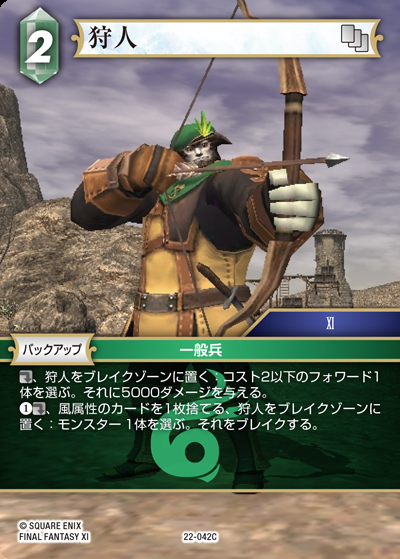 2
狩人
XI
バックアップ
一般兵
、狩人をブレイクゾーンに置く：コスト2以下のフォワード1
体を選ぶ。それに5000ダメージを与える。
❶、風属性のカードを1枚捨てる、狩人をブレイクゾーンに
置く：モンスター1体を選ぶ。それをブレイクする。
© SQUARE ENIX
FINAL FANTASY XI
22-042C